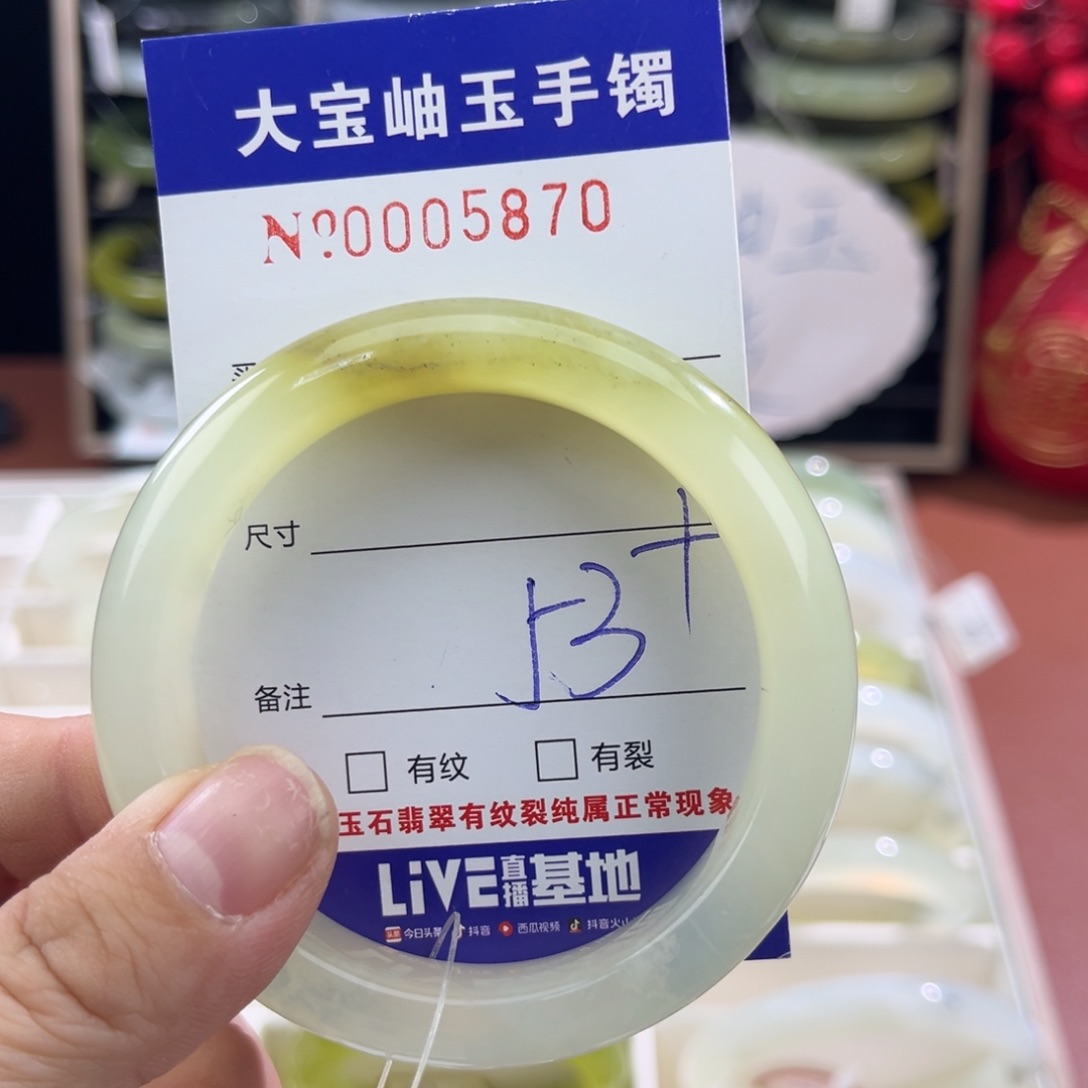 大宝岫玉手镯
№0005870
尺寸
53+
备注
□ 有纹 □ 有裂
玉石翡翠有纹裂纯属正常现象
LiVE直播基地
今日头条 抖音 西瓜视频 抖音火山